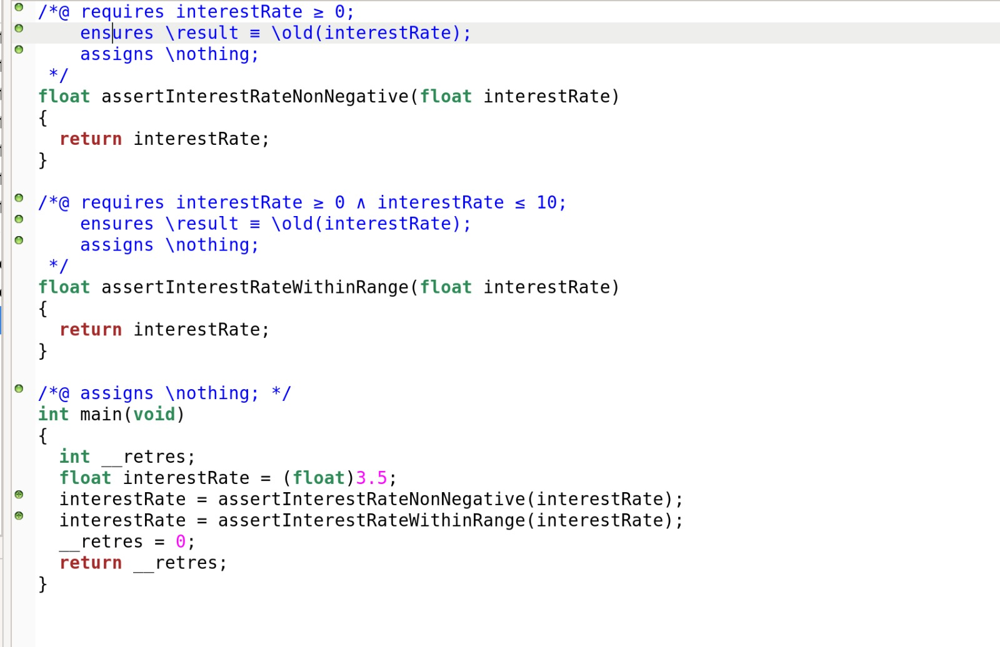 /*@ requires interestRate ≥ 0;
    ensures \result ≡ \old(interestRate);
    assigns \nothing;
 */
float assertInterestRateNonNegative(float interestRate)
{
  return interestRate;
}
/*@ requires interestRate ≥ 0 ∧ interestRate ≤ 10;
    ensures \result ≡ \old(interestRate);
    assigns \nothing;
 */
float assertInterestRateWithinRange(float interestRate)
{
  return interestRate;
}
/*@ assigns \nothing; */
int main(void)
{
  int __retres;
  float interestRate = (float)3.5;
  interestRate = assertInterestRateNonNegative(interestRate);
  interestRate = assertInterestRateWithinRange(interestRate);
  __retres = 0;
  return __retres;
}